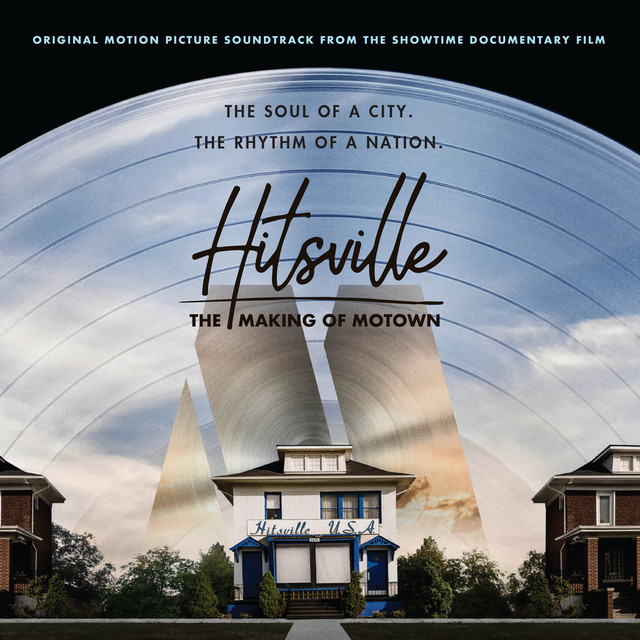 ORIGINAL MOTION PICTURE SOUNDTRACK FROM THE SHOWTIME DOCUMENTARY FILM
THE SOUL OF A CITY.
THE RHYTHM OF A NATION.
Hitsville
THE MAKING OF MOTOWN
Hitsville U.S.A